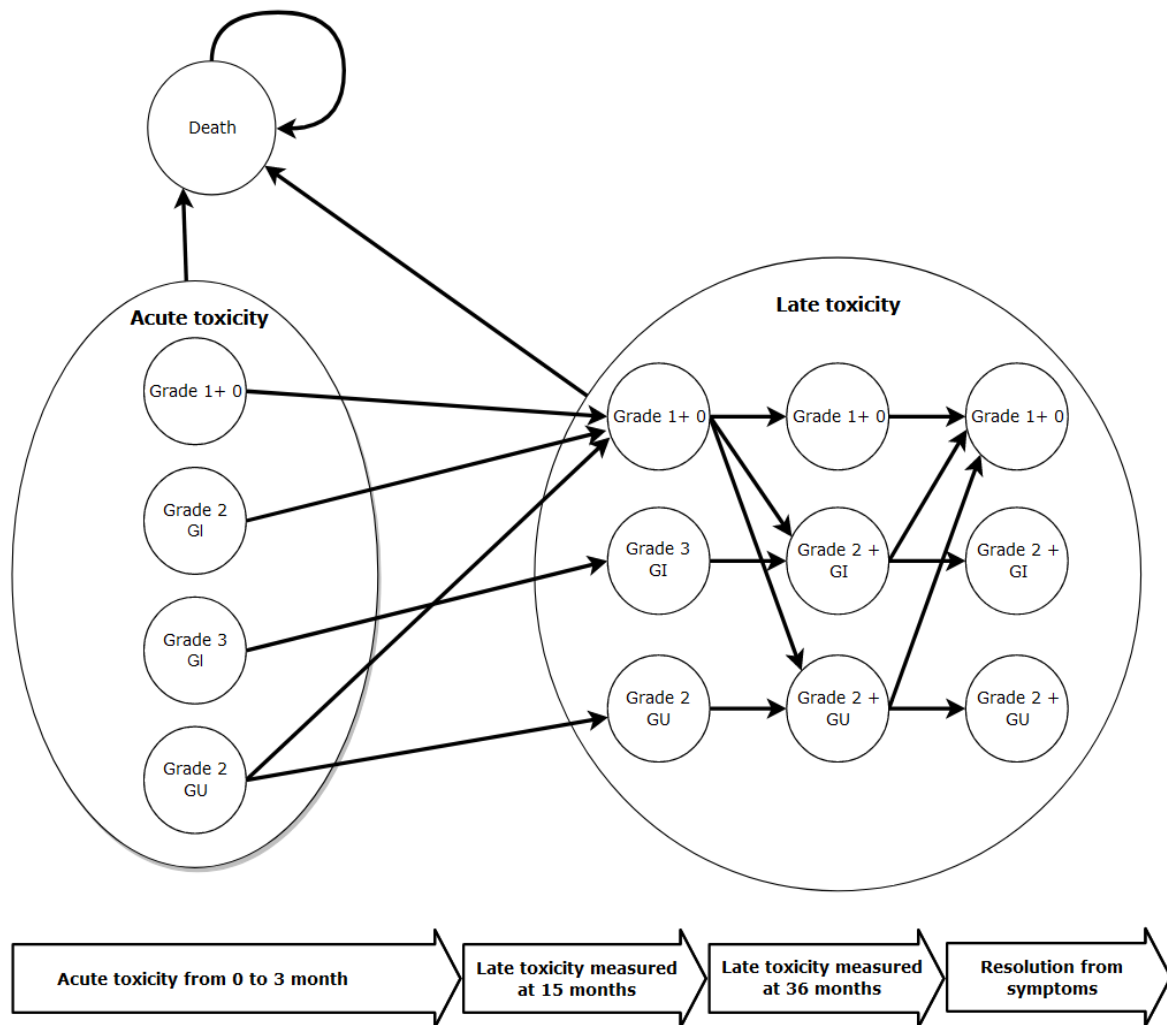 Death
Acute toxicity
Grade 1+ 0
Grade 2
GI
Grade 3
GI
Grade 2
GU
Late toxicity
Grade 1+ 0
Grade 1+ 0
Grade 1+ 0
Grade 3
GI
Grade 2 +
GI
Grade 2 +
GI
Grade 2
GU
Grade 2 +
GU
Grade 2 +
GU
Acute toxicity from 0 to 3 month
Late toxicity measured
at 15 months
Late toxicity measured
at 36 months
Resolution from
symptoms